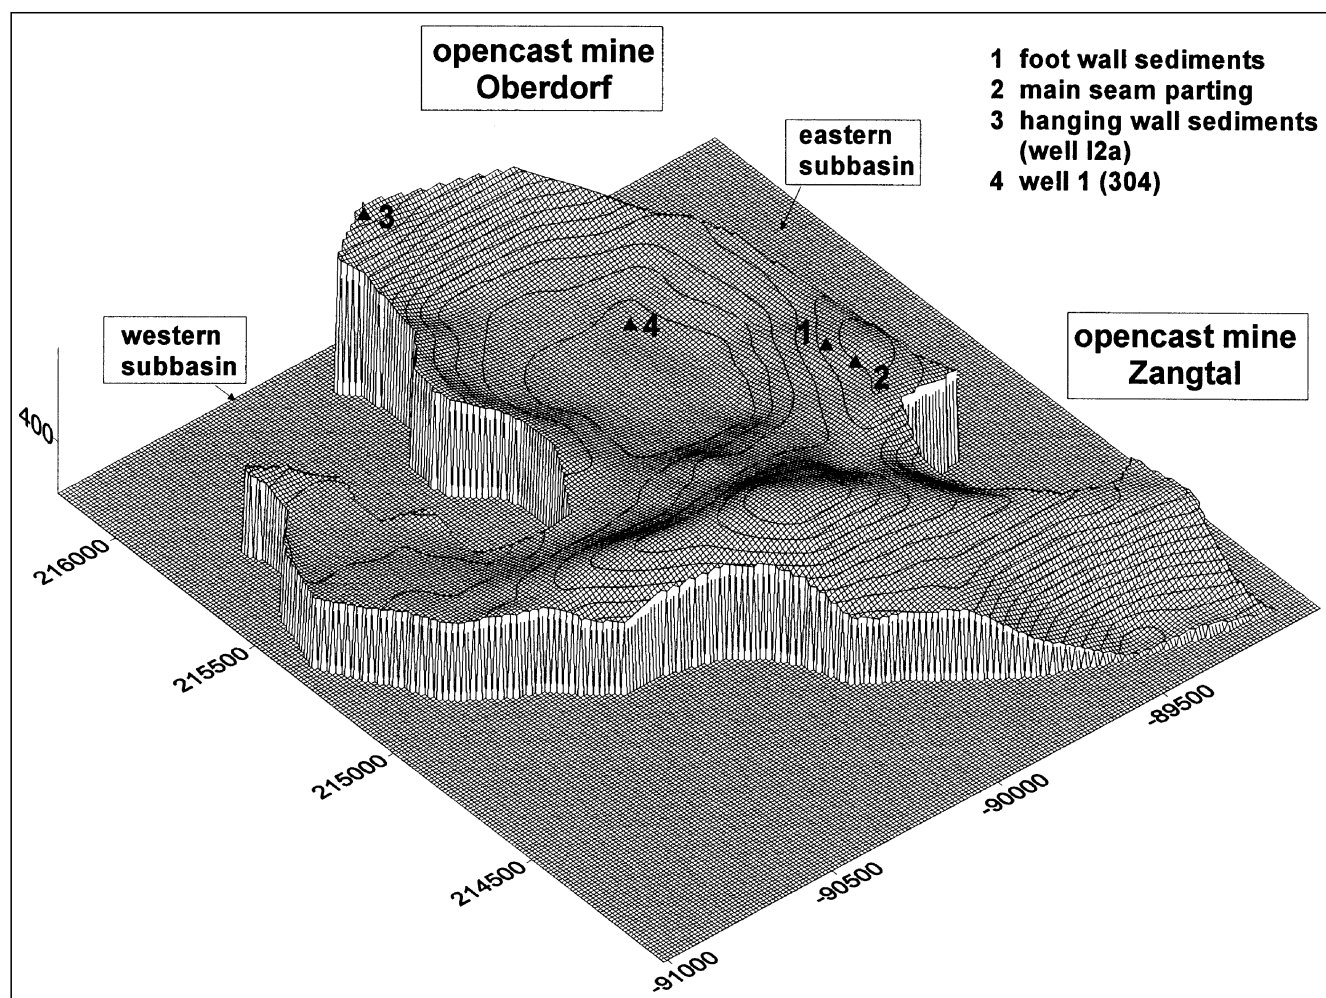 opencast mine
Oberdorf
1 foot wall sediments
2 main seam parting
3 hanging wall sediments
(well I2a)
4 well 1 (304)
eastern
subbasin
3
4
1
2
western
subbasin
opencast mine
Zangtal
400
216000
215500
215000
214500
-91000
-90500
-90000
-89500